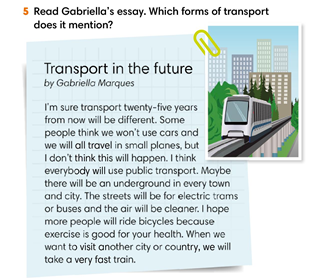 5 Read Gabriella's essay. Which forms of transport
does it mention?
Transport in the future
by Gabriella Marques
I'm sure transport twenty-five years
from now will be different. Some
people think we won't use cars and
we will all travel in small planes, but
I don't think this will happen. I think
everybody will use public transport. Maybe
there will be an underground in every town
and city. The streets will be for electric trams
or buses and the air will be cleaner. I hope
more people will ride bicycles because
exercise is good for your health. When we
want to visit another city or country, we will
take a very fast train.